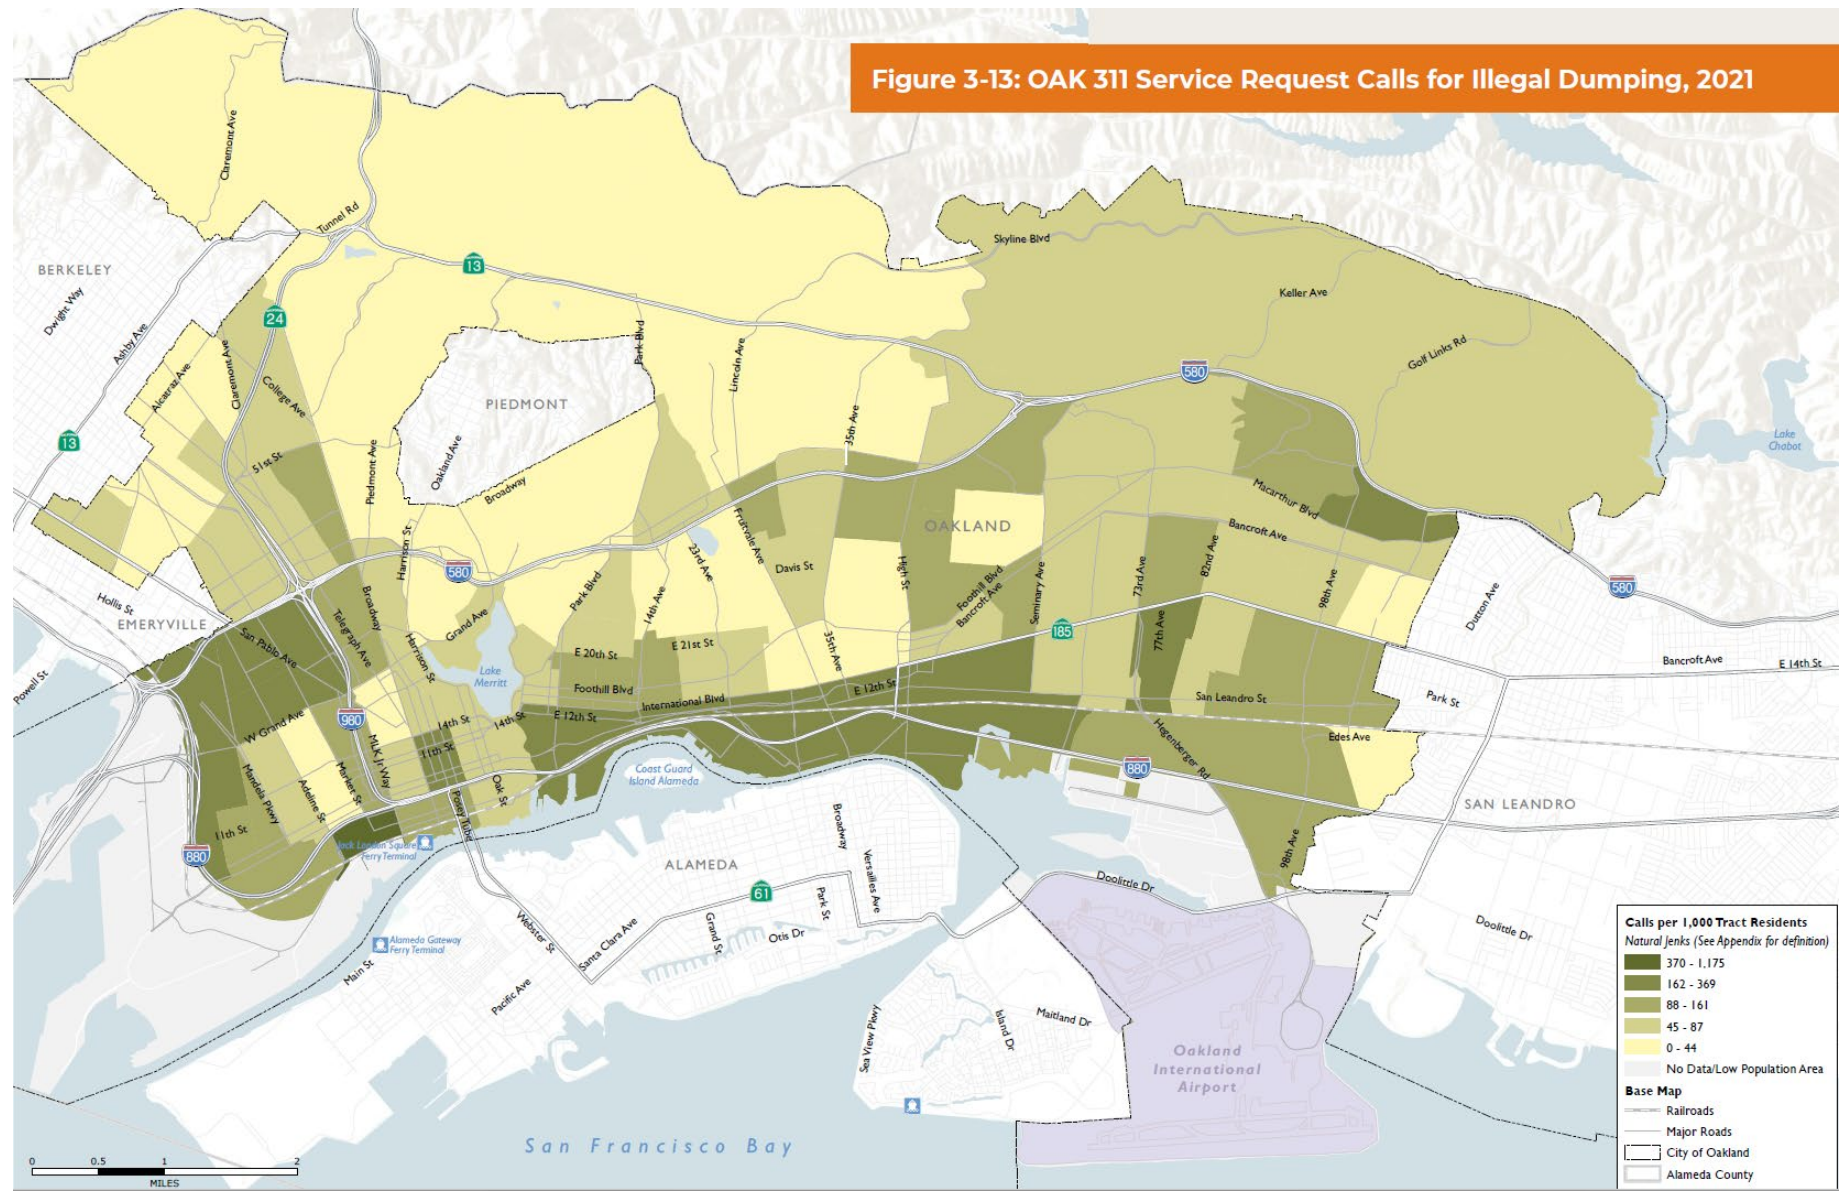 Figure 3-13: OAK 311 Service Request Calls for Illegal Dumping, 2021
Claremont Ave
Tunnel Rd
BERKELEY
Dwight Way
Ashby Ave
13
24
13
Skyline Blvd
Keller Ave
Golf Links Rd
580
Lake
Chabot
Alcatraz Ave
Claremont Ave
College Ave
51st St
PIEDMONT
Piedmont Ave
Oakland Ave
Broadway
Park Blvd
Lincoln Ave
35th Ave
OAKLAND
Macarthur Blvd
Bancroft Ave
Harrison St
580
Fruitvale Ave
23rd Ave
Davis St
High St
Foothill Blvd
Bancroft Ave
Seminary Ave
73rd Ave
82nd Ave
98th Ave
77th Ave
185
Dutton Ave
580
Bancroft Ave
E 14th St
Park St
Hollis St
EMERYVILLE
Powell St
San Pablo Ave
Telegraph Ave
Broadway
Harrison St
Grand Ave
Lake
Merritt
Park Blvd
14th Ave
E 20th St
E 21st St
35th Ave
Foothill Blvd
International Blvd
E 12th St
E 12th St
San Leandro St
Edes Ave
Hegenberger Rd
880
SAN LEANDRO
98th Ave
W Grand Ave
980
MLK Jr Way
14th St
14th St
11th St
Mandela Pkwy
Adeline St
Market St
Oak St
Posey Tube
11th St
880
Jack London Square
Ferry Terminal
Coast Guard
Island Alameda
ALAMEDA
61
Broadway
Versailles Ave
Park St
Grand St
Otis Dr
Santa Clara Ave
Webster St
Pacific Ave
Main St
Alameda Gateway
Ferry Terminal
Doolittle Dr
Doolittle Dr
Sea View Pkwy
Island Dr
Maitland Dr
Oakland
International
Airport
San Francisco Bay
0 0.5 1 2
MILES
Calls per 1,000 Tract Residents
Natural Jenks (See Appendix for definition)
370 - 1,175
162 - 369
88 - 161
45 - 87
0 - 44
No Data/Low Population Area
Base Map
Railroads
Major Roads
City of Oakland
Alameda County